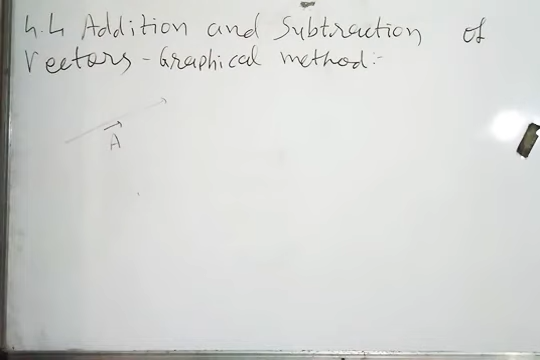 4.4 Addition and Subtraction of
Vectors - Graphical method:-
A